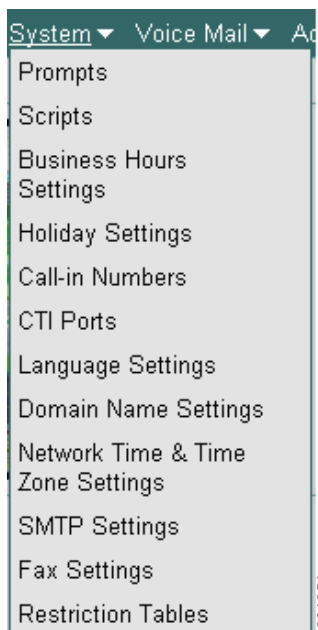 System Voice Mail
Prompts
Scripts
Business Hours
Settings
Holiday Settings
Call-in Numbers
CTI Ports
Language Settings
Domain Name Settings
Network Time & Time
Zone Settings
SMTP Settings
Fax Settings
Restriction Tables